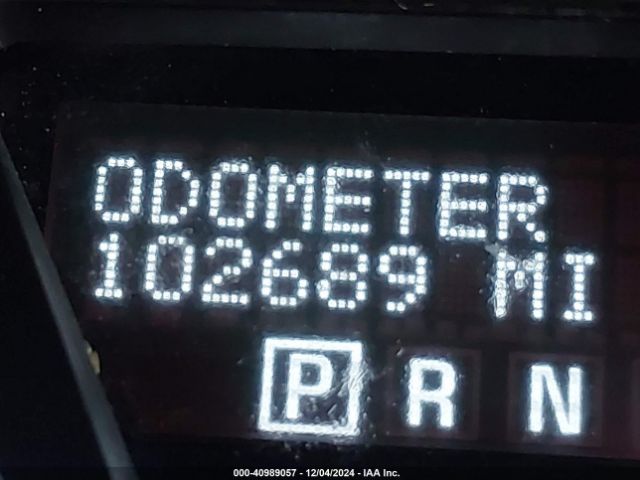 ODOMETER
102689 MI
P R N
000-40989057 - 12/04/2024 - IAA Inc.